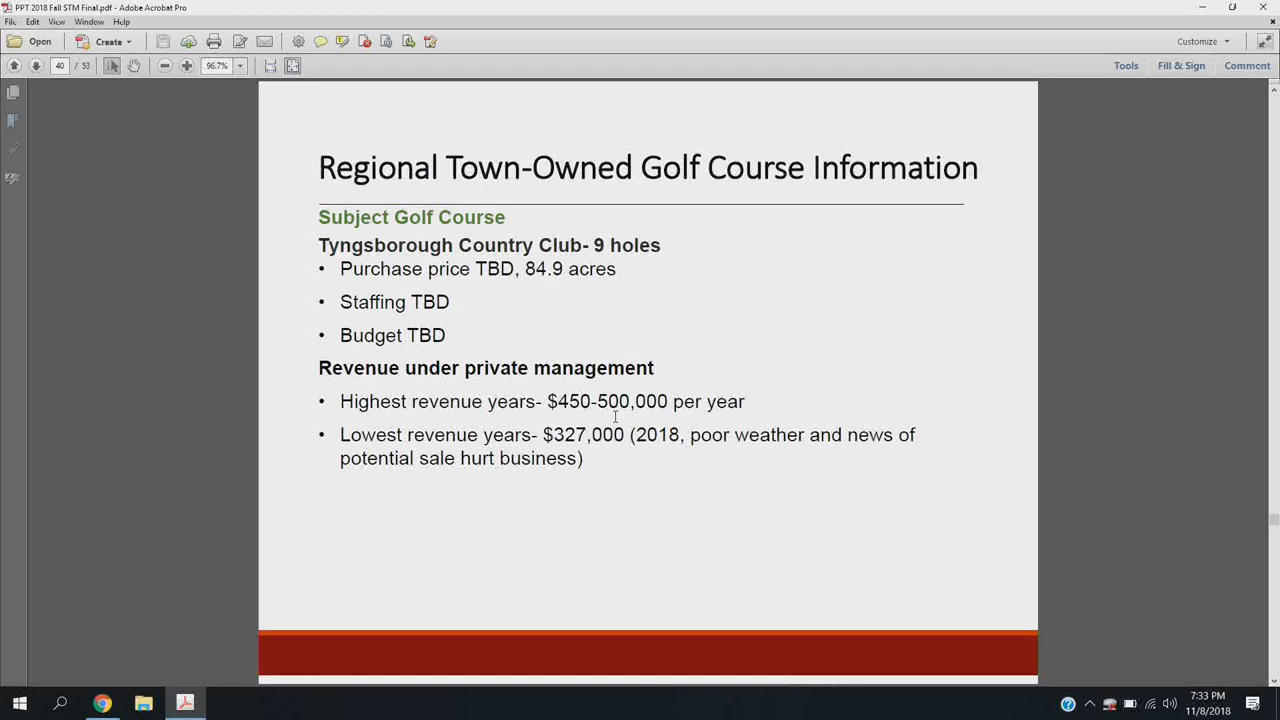 PPT 2018 Fall STM Final.pdf - Adobe Acrobat Pro
File Edit View Window Help
Open Create Customize
40 / 53 96.7% Tools Fill & Sign Comment
Regional Town-Owned Golf Course Information
Subject Golf Course
Tyngsborough Country Club- 9 holes
• Purchase price TBD, 84.9 acres
• Staffing TBD
• Budget TBD
Revenue under private management
• Highest revenue years- $450-500,000 per year
• Lowest revenue years- $327,000 (2018, poor weather and news of
potential sale hurt business)
7:33 PM
11/8/2018